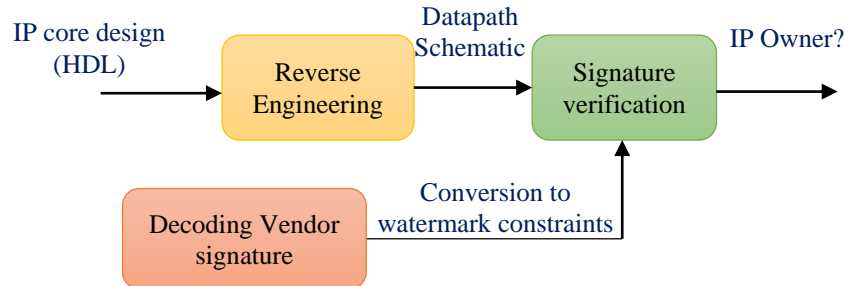 IP core design
(HDL)
Reverse
Engineering
Datapath
Schematic
Signature
verification
IP Owner?
Decoding Vendor
signature
Conversion to
watermark constraints